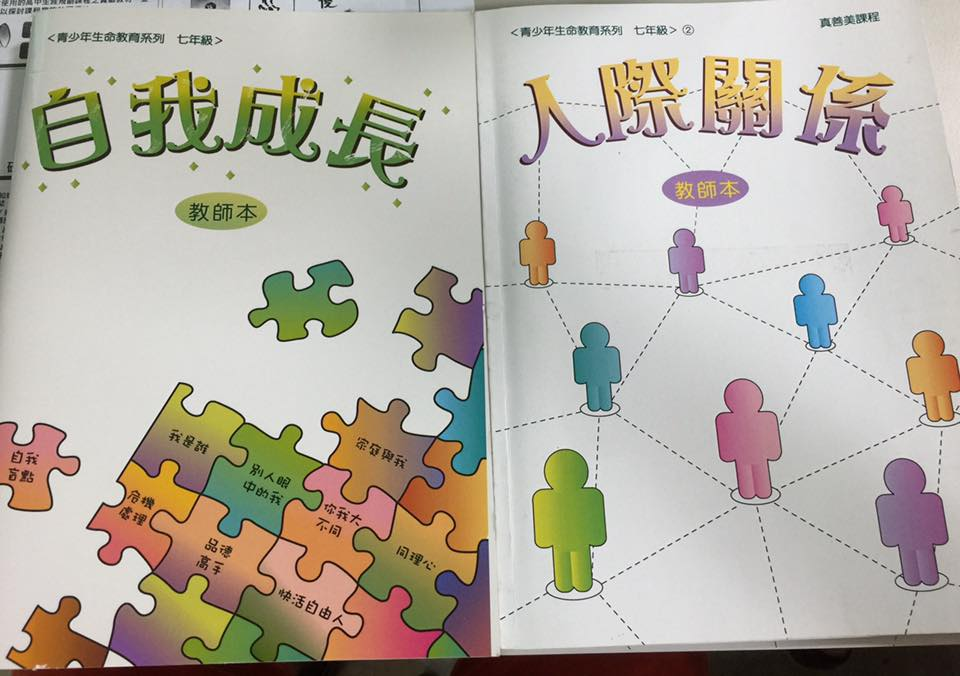 ＜青少年生命教育系列　七年級＞
自我成長
教師本
我是誰
別人眼
中的我
家庭與我
自我
盲點
危機
處理
你我大
不同
品德
高手
同理心
快活自由人
＜青少年生命教育系列　七年級＞②
真善美課程
人際關係
教師本